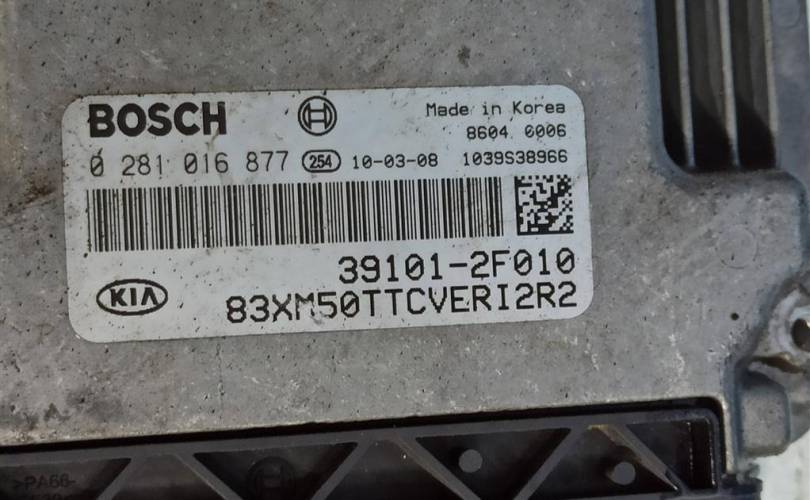 BOSCH
Made in Korea
8604 0006
0 281 016 877 254 10-03-08 1039S38966
39101-2F010
KIA
83XM50TTCVERI2R2
>PA66-